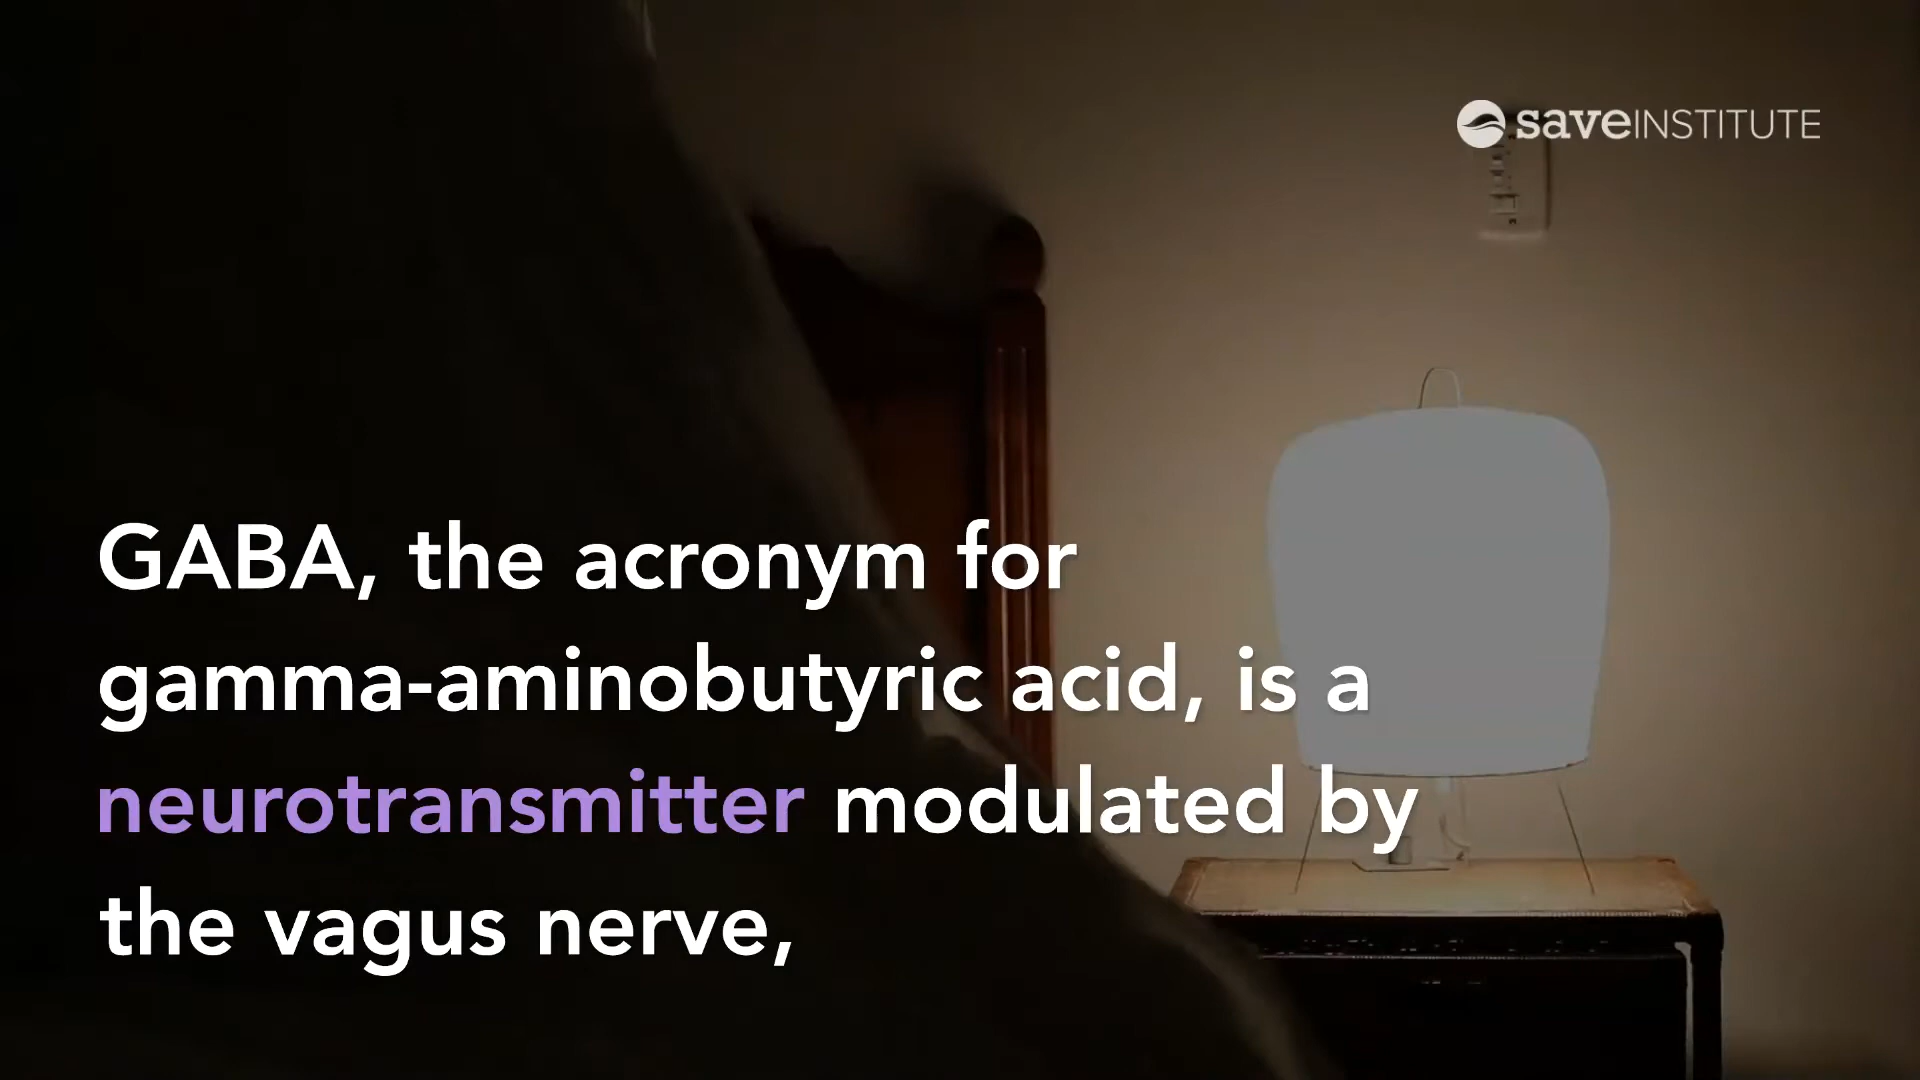 saveINSTITUTE
GABA, the acronym for
gamma-aminobutyric acid, is a
neurotransmitter modulated by
the vagus nerve,